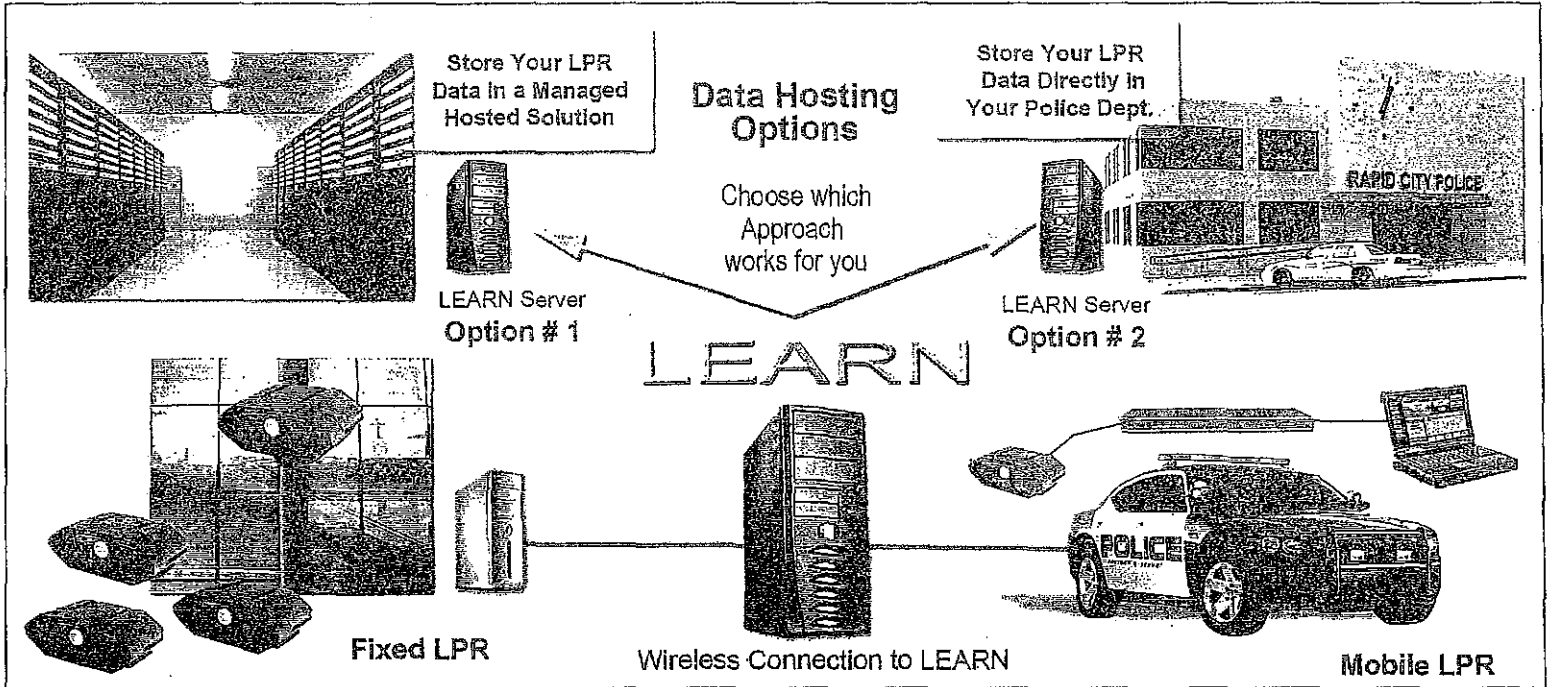 Store Your LPR
Data in a Managed
Hosted Solution
Data Hosting
Options
Store Your LPR
Data Directly in
Your Police Dept.
Choose which
Approach
works for you
RAPID CITY POLICE
LEARN Server
Option # 1
LEARN Server
Option # 2
LEARN
POLICE
Fixed LPR
Wireless Connection to LEARN
Mobile LPR